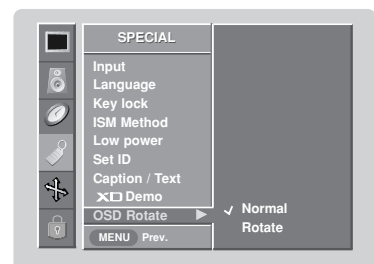 SPECIAL
Input
Language
Key lock
ISM Method
Low power
Set ID
Caption / Text
XD Demo
OSD Rotate ▶ ✓ Normal
Rotate
MENU Prev.